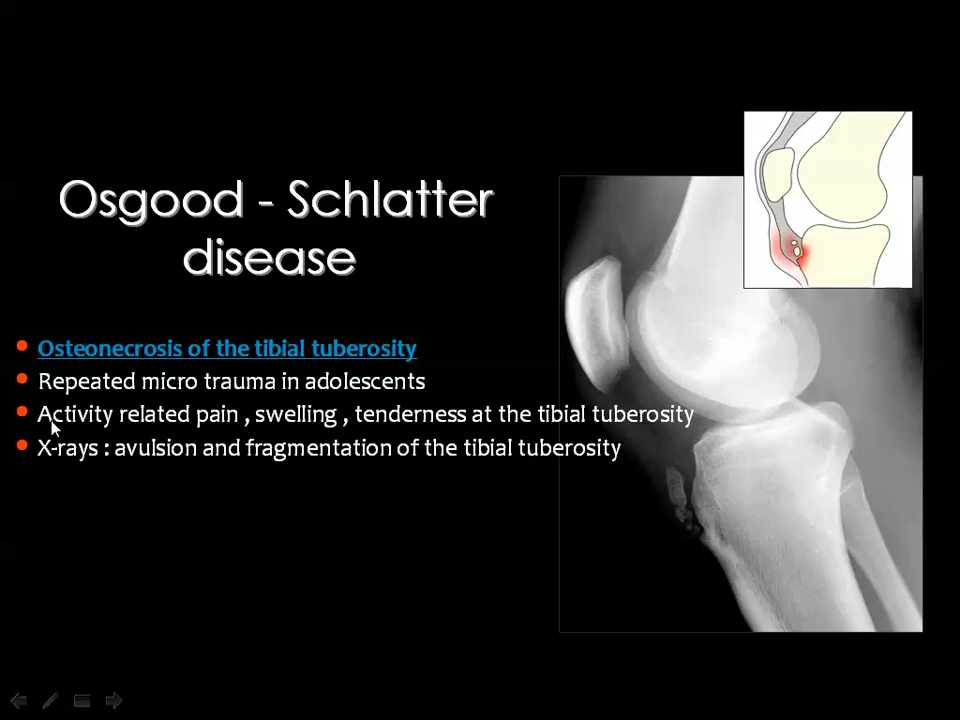 Osgood - Schlatter
disease
• Osteonecrosis of the tibial tuberosity
• Repeated micro trauma in adolescents
• Activity related pain , swelling , tenderness at the tibial tuberosity
• X-rays : avulsion and fragmentation of the tibial tuberosity